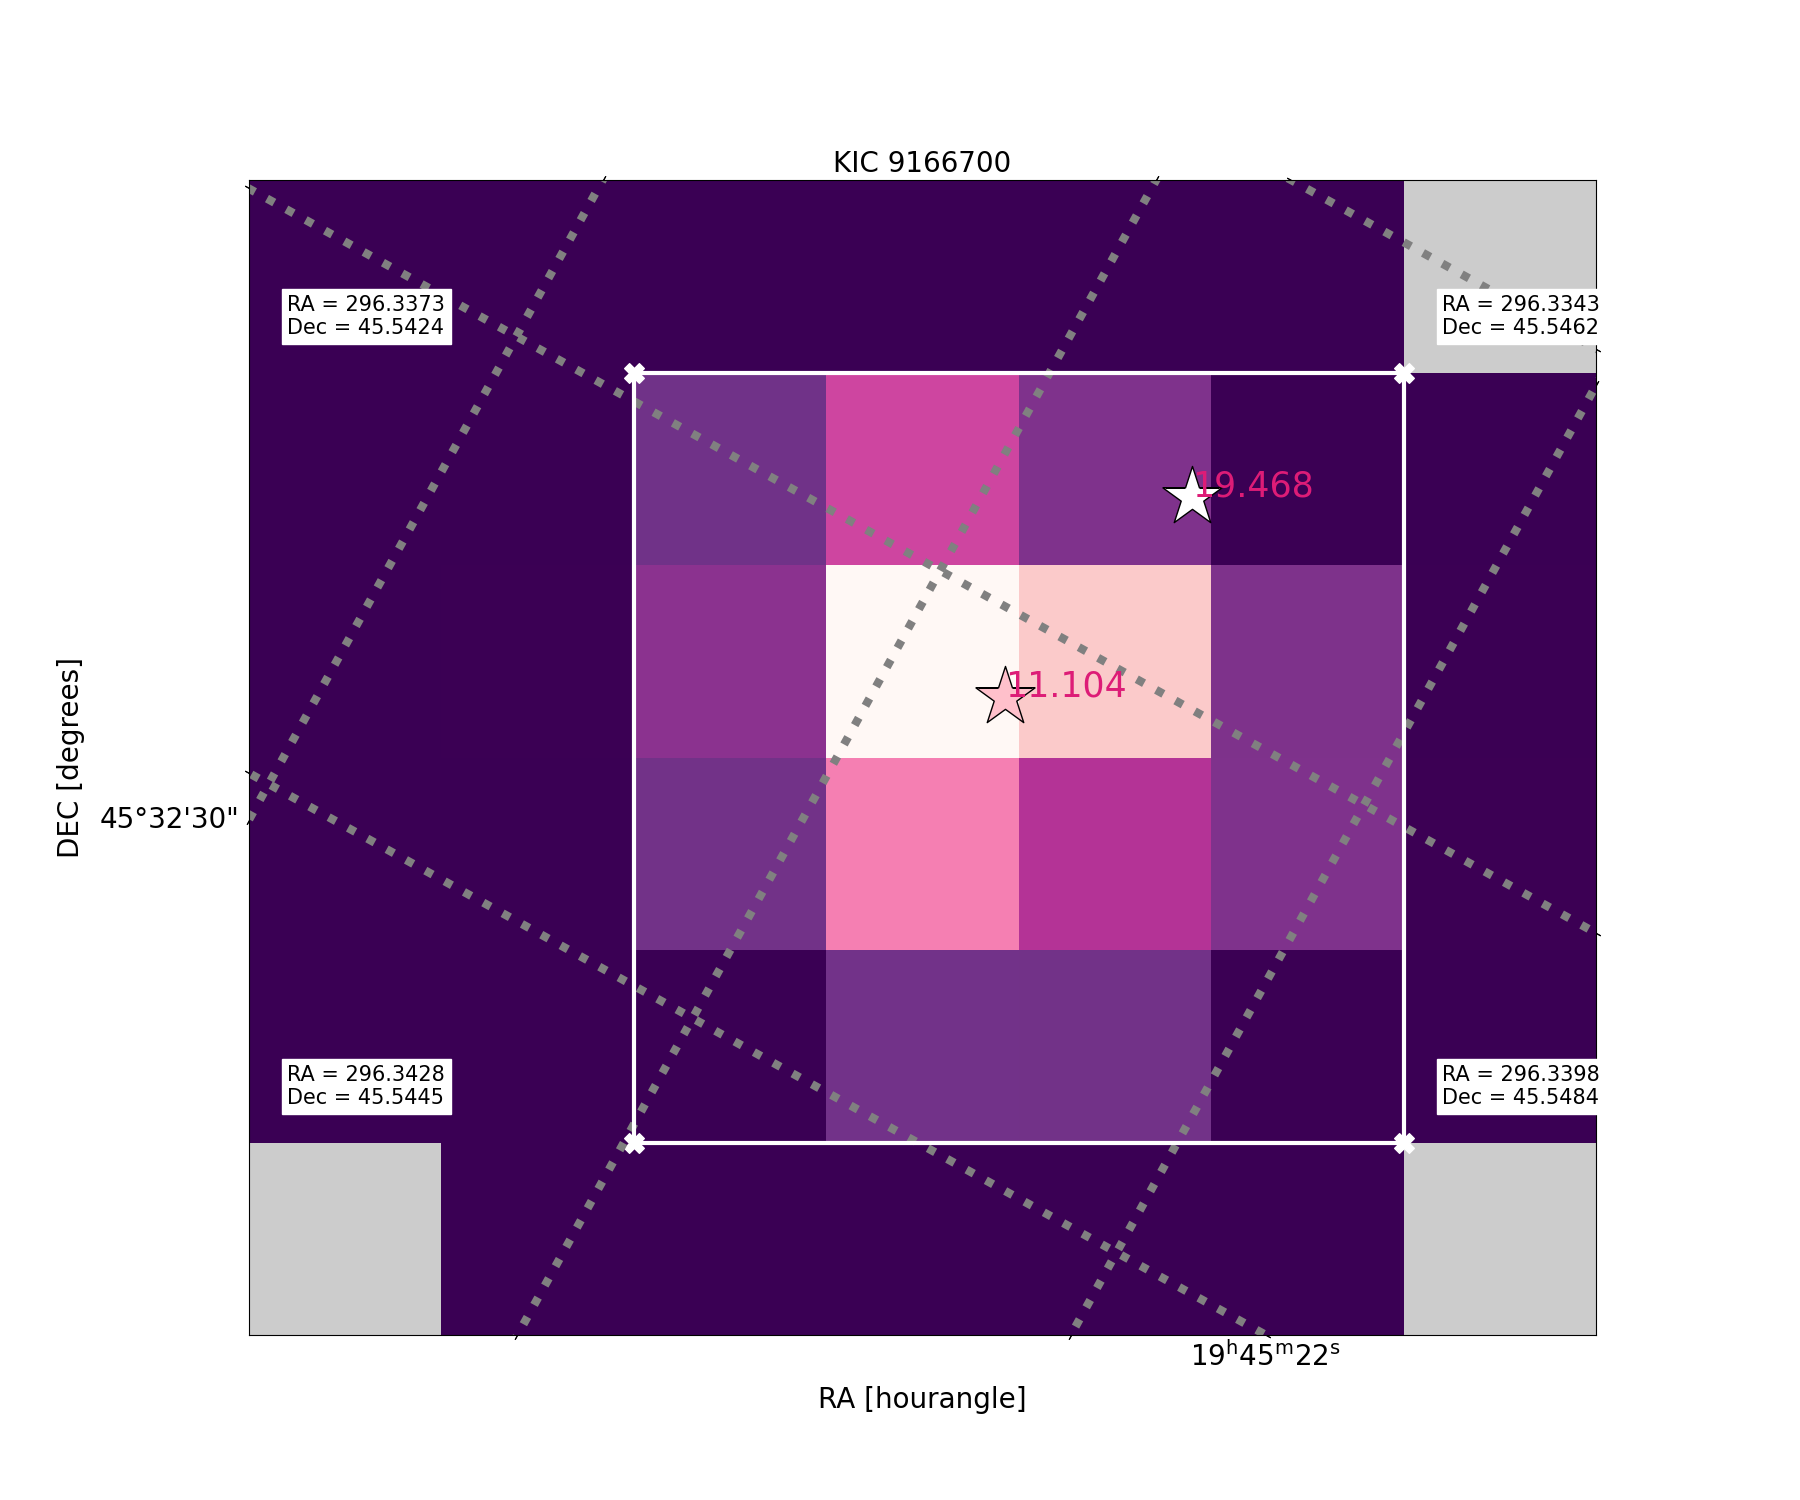 KIC 9166700
RA = 296.3373
Dec = 45.5424
RA = 296.3343
Dec = 45.5462
19.468
11.104
DEC [degrees]
45°32'30"
RA = 296.3428
Dec = 45.5445
RA = 296.3398
Dec = 45.5484
19h45m22s
RA [hourangle]